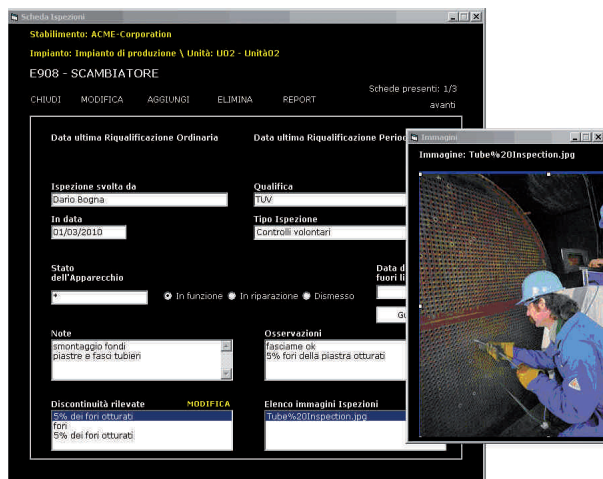 Scheda Ispezioni
Stabilimento: ACME-Corporation
Impianto: Impianto di produzione \ Unità: U02 - Unità02
E908 - SCAMBIATORE
Schede presenti: 1/3
CHIUDI MODIFICA AGGIUNGI ELIMINA REPORT avanti
Data ultima Riqualificazione Ordinaria Data ultima Riqualificazione Perio
Immagini
Immagine: Tube%20Inspection.jpg
Ispezione svolta da Qualifica
Dario Bogna TUV
In data Tipo Ispezione
01/03/2010 Controlli volontari
Stato Data d
dell'Apparecchio fuori li
* In funzione In riparazione Dismesso
Note Osservazioni
smontaggio fondi fasciame ok
piastre e fasci tubieri 5% fori della piastra otturati
Discontinuità rilevate MODIFICA Elenco immagini Ispezioni
5% dei fori otturati Tube%20Inspection.jpg
fori
5% dei fori otturati